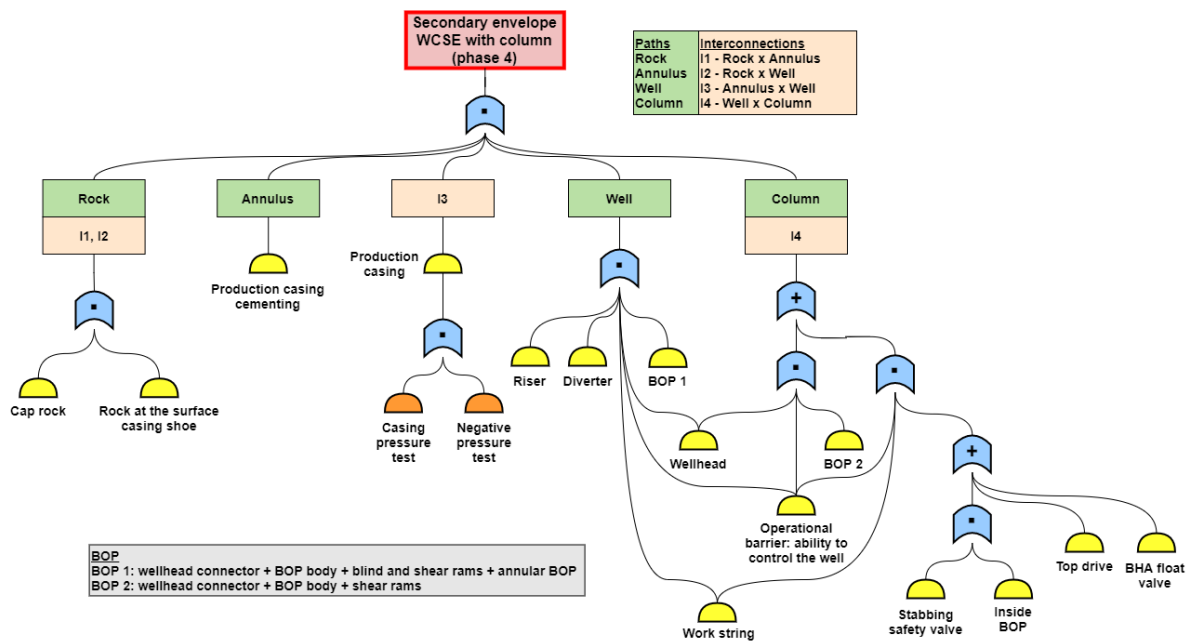 Secondary envelope
WCSE with column
(phase 4)
Paths Interconnections
Rock I1 - Rock x Annulus
Annulus I2 - Rock x Well
Well I3 - Annulus x Well
Column I4 - Well x Column
Rock
I1, I2
Annulus
I3
Well
Column
I4
Production
casing
Production casing
cementing
+
Riser
Diverter
BOP 1
Cap rock
Rock at the surface
casing shoe
Casing
pressure
test
Negative
pressure
test
Wellhead
BOP 2
+
Operational
barrier: ability to
control the well
Top drive
BHA float
valve
Stabbing
safety valve
Inside
BOP
Work string
BOP
BOP 1: wellhead connector + BOP body + blind and shear rams + annular BOP
BOP 2: wellhead connector + BOP body + shear rams